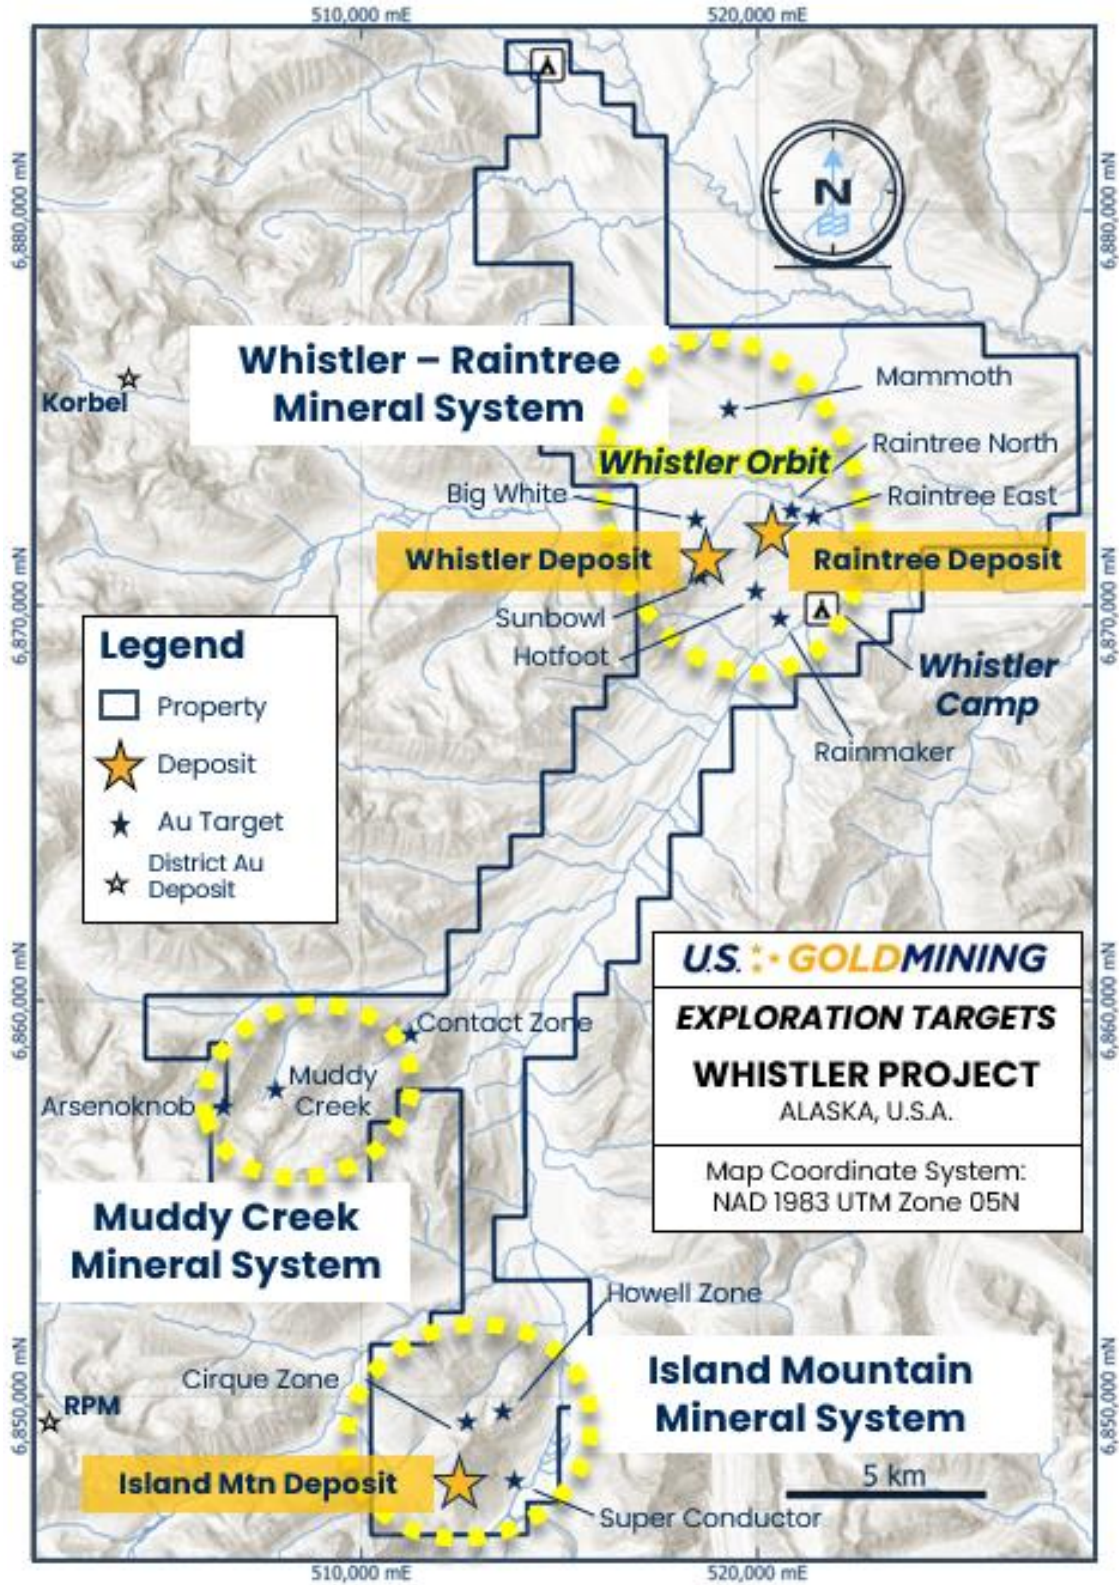 510,000 mE
520,000 mE
6,880,000 mN
6,880,000 mN
N
Whistler – Raintree
Mineral System
Korbel
Mammoth
Whistler Orbit
Raintree North
Big White
Raintree East
Whistler Deposit
Raintree Deposit
6,870,000 mN
6,870,000 mN
Sunbowl
Hotfoot
Whistler
Camp
Rainmaker
Legend
Property
Deposit
Au Target
District Au
Deposit
U.S. GOLDMINING
EXPLORATION TARGETS
WHISTLER PROJECT
ALASKA, U.S.A.
Map Coordinate System:
NAD 1983 UTM Zone 05N
6,860,000 mN
6,860,000 mN
Contact Zone
Muddy
Creek
Arsenoknob
Muddy Creek
Mineral System
Howell Zone
Island Mountain
Mineral System
Cirque Zone
RPM
6,850,000 mN
6,850,000 mN
Island Mtn Deposit
5 km
Super Conductor
510,000 mE
520,000 mE